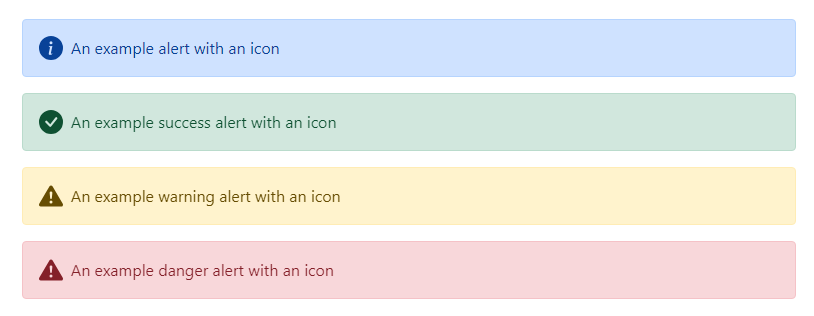 An example alert with an icon
An example success alert with an icon
An example warning alert with an icon
An example danger alert with an icon